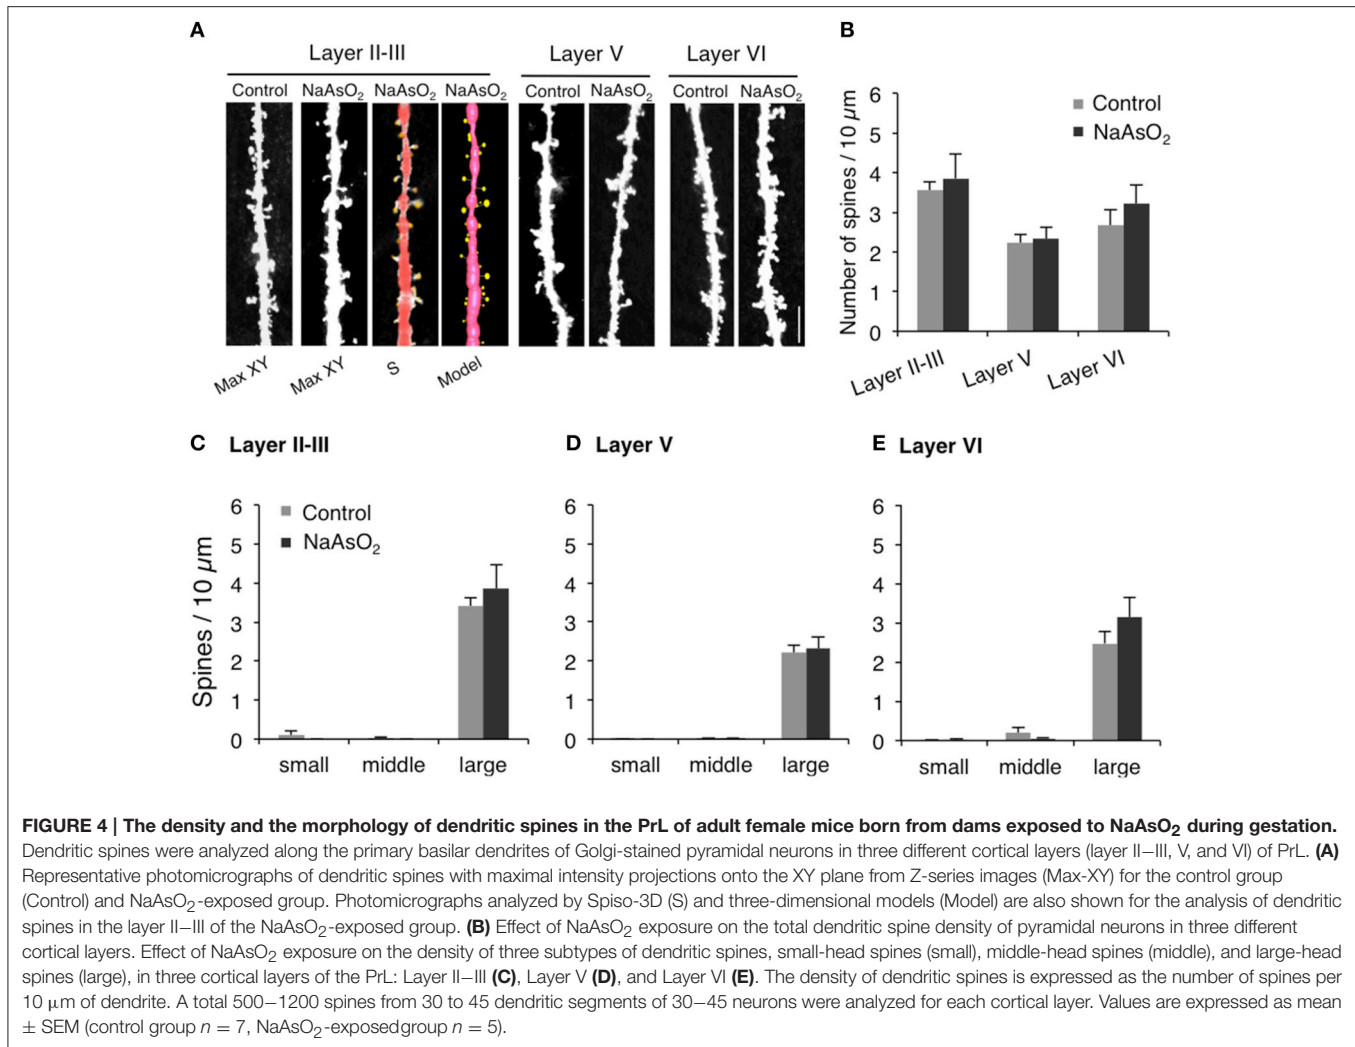 A
Layer II-III
Layer V
Layer VI
Control NaAsO₂ NaAsO₂ NaAsO₂ Control NaAsO₂ Control NaAsO₂
Max XY Max XY S Model
B
Number of spines / 10 µm
6
5
4
3
2
1
0
Control
NaAsO₂
Layer II-III Layer V Layer VI
C Layer II-III
Spines / 10 µm
6
5
4
3
2
1
0
Control
NaAsO₂
small middle large
D Layer V
6
5
4
3
2
1
0
small middle large
E Layer VI
6
5
4
3
2
1
0
small middle large
FIGURE 4 | The density and the morphology of dendritic spines in the PrL of adult female mice born from dams exposed to NaAsO₂ during gestation.
Dendritic spines were analyzed along the primary basilar dendrites of Golgi-stained pyramidal neurons in three different cortical layers (layer II–III, V, and VI) of PrL. (A)
Representative photomicrographs of dendritic spines with maximal intensity projections onto the XY plane from Z-series images (Max-XY) for the control group
(Control) and NaAsO₂-exposed group. Photomicrographs analyzed by Spiso-3D (S) and three-dimensional models (Model) are also shown for the analysis of dendritic
spines in the layer II–III of the NaAsO₂-exposed group. (B) Effect of NaAsO₂ exposure on the total dendritic spine density of pyramidal neurons in three different
cortical layers. Effect of NaAsO₂ exposure on the density of three subtypes of dendritic spines, small-head spines (small), middle-head spines (middle), and large-head
spines (large), in three cortical layers of the PrL: Layer II–III (C), Layer V (D), and Layer VI (E). The density of dendritic spines is expressed as the number of spines per
10 µm of dendrite. A total 500–1200 spines from 30 to 45 dendritic segments of 30–45 neurons were analyzed for each cortical layer. Values are expressed as mean
± SEM (control group n = 7, NaAsO₂-exposedgroup n = 5).